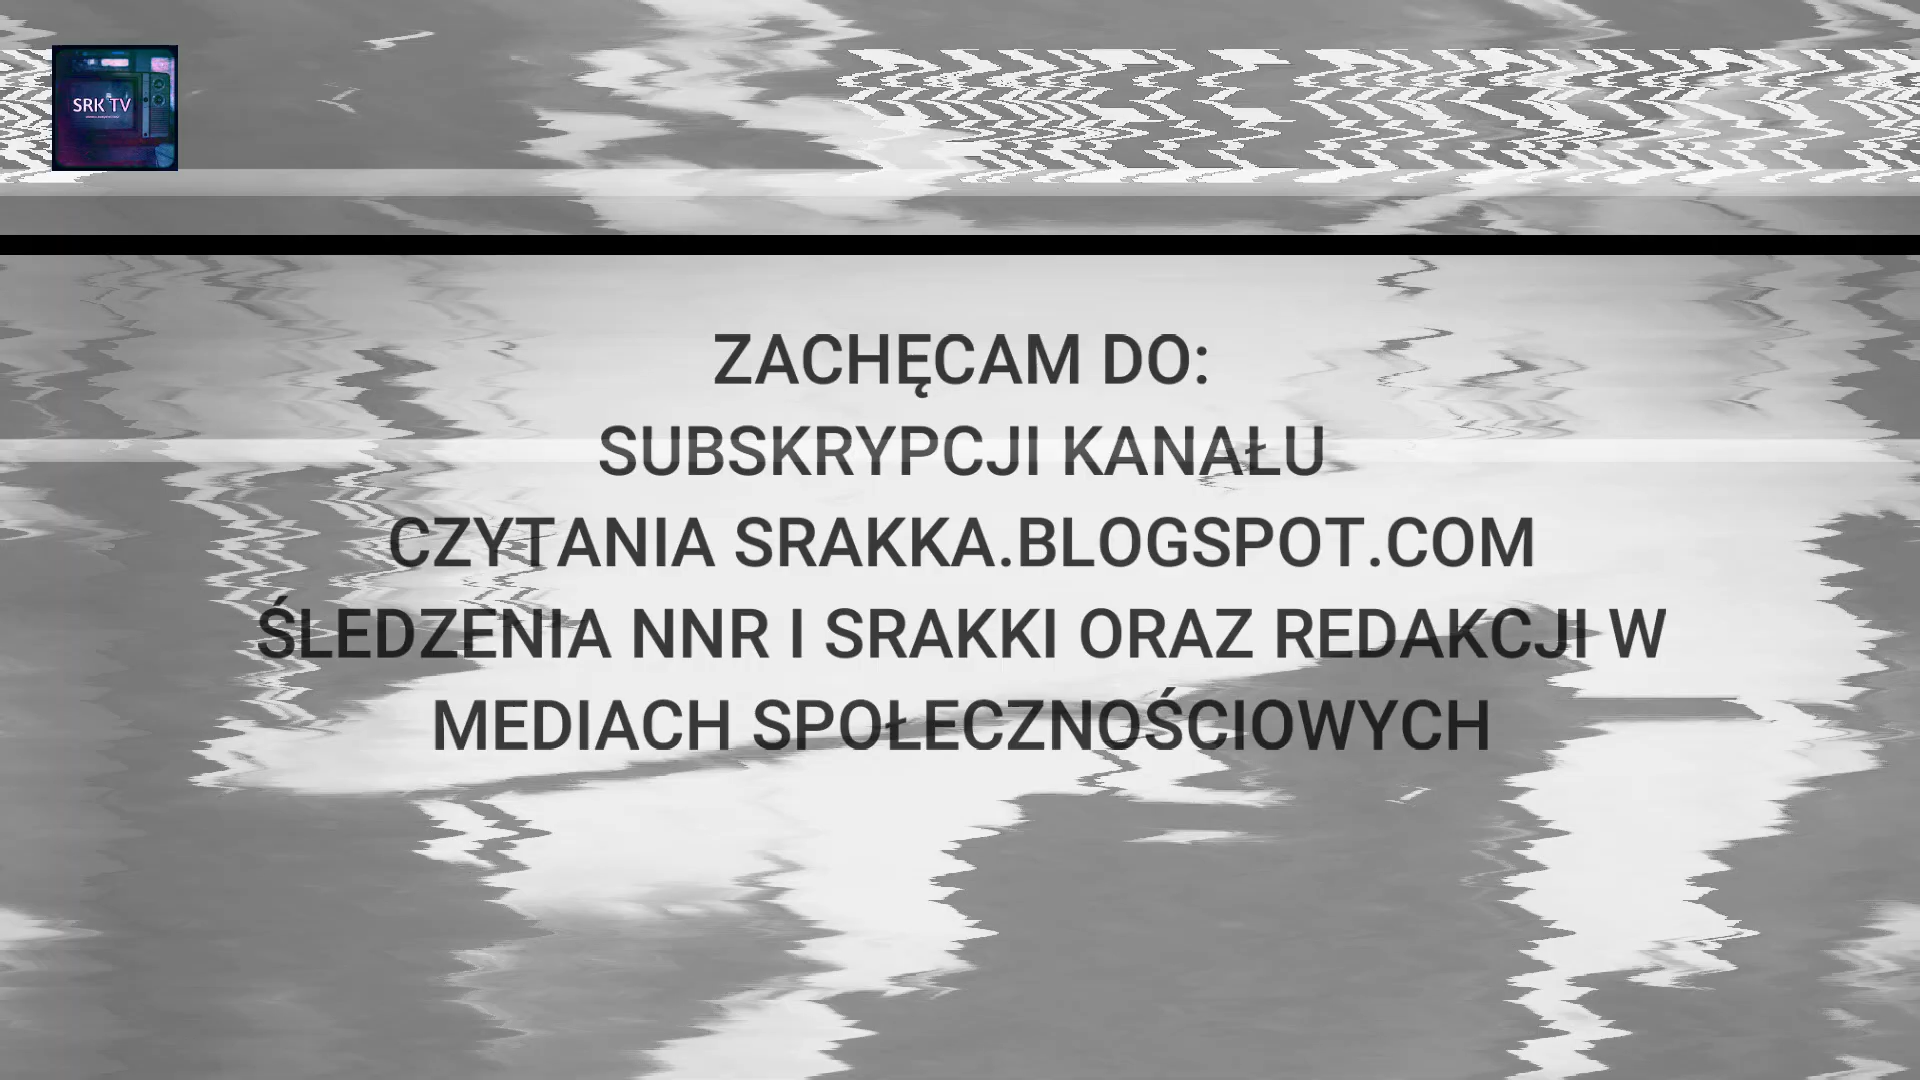 SRK TV
ZACHĘCAM DO:
SUBSKRYPCJI KANAŁU
CZYTANIA SRAKKA.BLOGSPOT.COM
ŚLEDZENIA NNR I SRAKKI ORAZ REDAKCJI W
MEDIACH SPOŁECZNOŚCIOWYCH